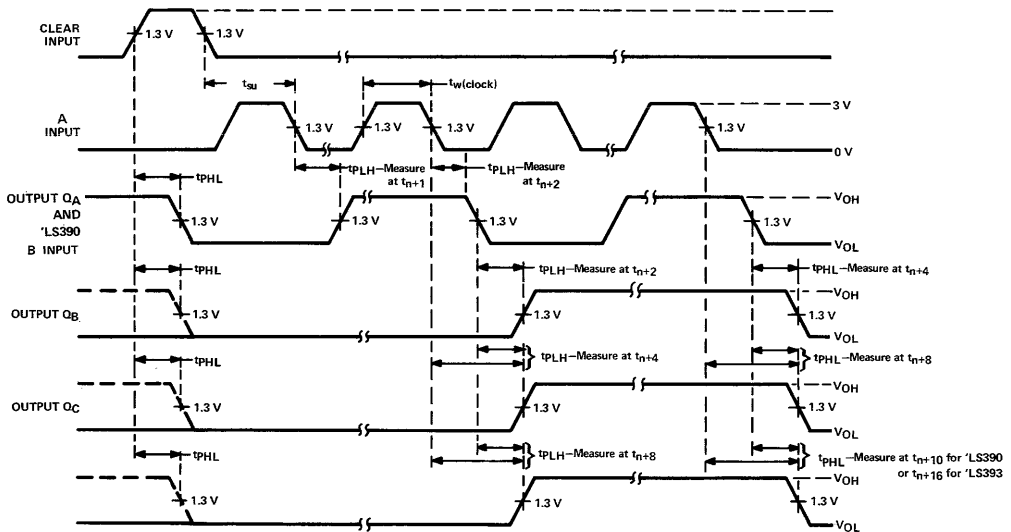 CLEAR
INPUT
1.3 V
1.3 V
tsu
tw(clock)
A
INPUT
1.3 V
1.3 V
1.3 V
1.3 V
3 V
0 V
tPHL
tPLH–Measure
at tn+1
tPLH–Measure
at tn+2
OUTPUT QA
AND
'LS390
B INPUT
1.3 V
1.3 V
1.3 V
1.3 V
VOH
VOL
tPHL
tPLH–Measure at tn+2
tPHL–Measure at tn+4
OUTPUT QB
1.3 V
1.3 V
1.3 V
VOH
VOL
tPHL
tPLH–Measure at tn+4
tPHL–Measure at tn+8
OUTPUT QC
1.3 V
1.3 V
1.3 V
VOH
VOL
tPHL
tPLH–Measure at tn+8
tPHL–Measure at tn+10 for 'LS390
or tn+16 for 'LS393
1.3 V
1.3 V
1.3 V
VOH
VOL